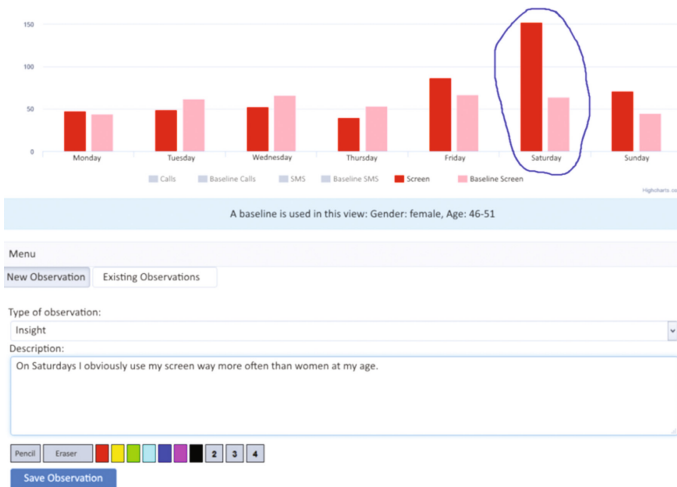 150
100
50
0
Monday Tuesday Wednesday Thursday Friday Saturday Sunday
Calls Baseline Calls SMS Baseline SMS Screen Baseline Screen
Highcharts.co
A baseline is used in this view: Gender: female, Age: 46-51
Menu
New Observation Existing Observations
Type of observation:
Insight
Description:
On Saturdays I obviously use my screen way more often than women at my age.
Pencil Eraser 2 3 4
Save Observation